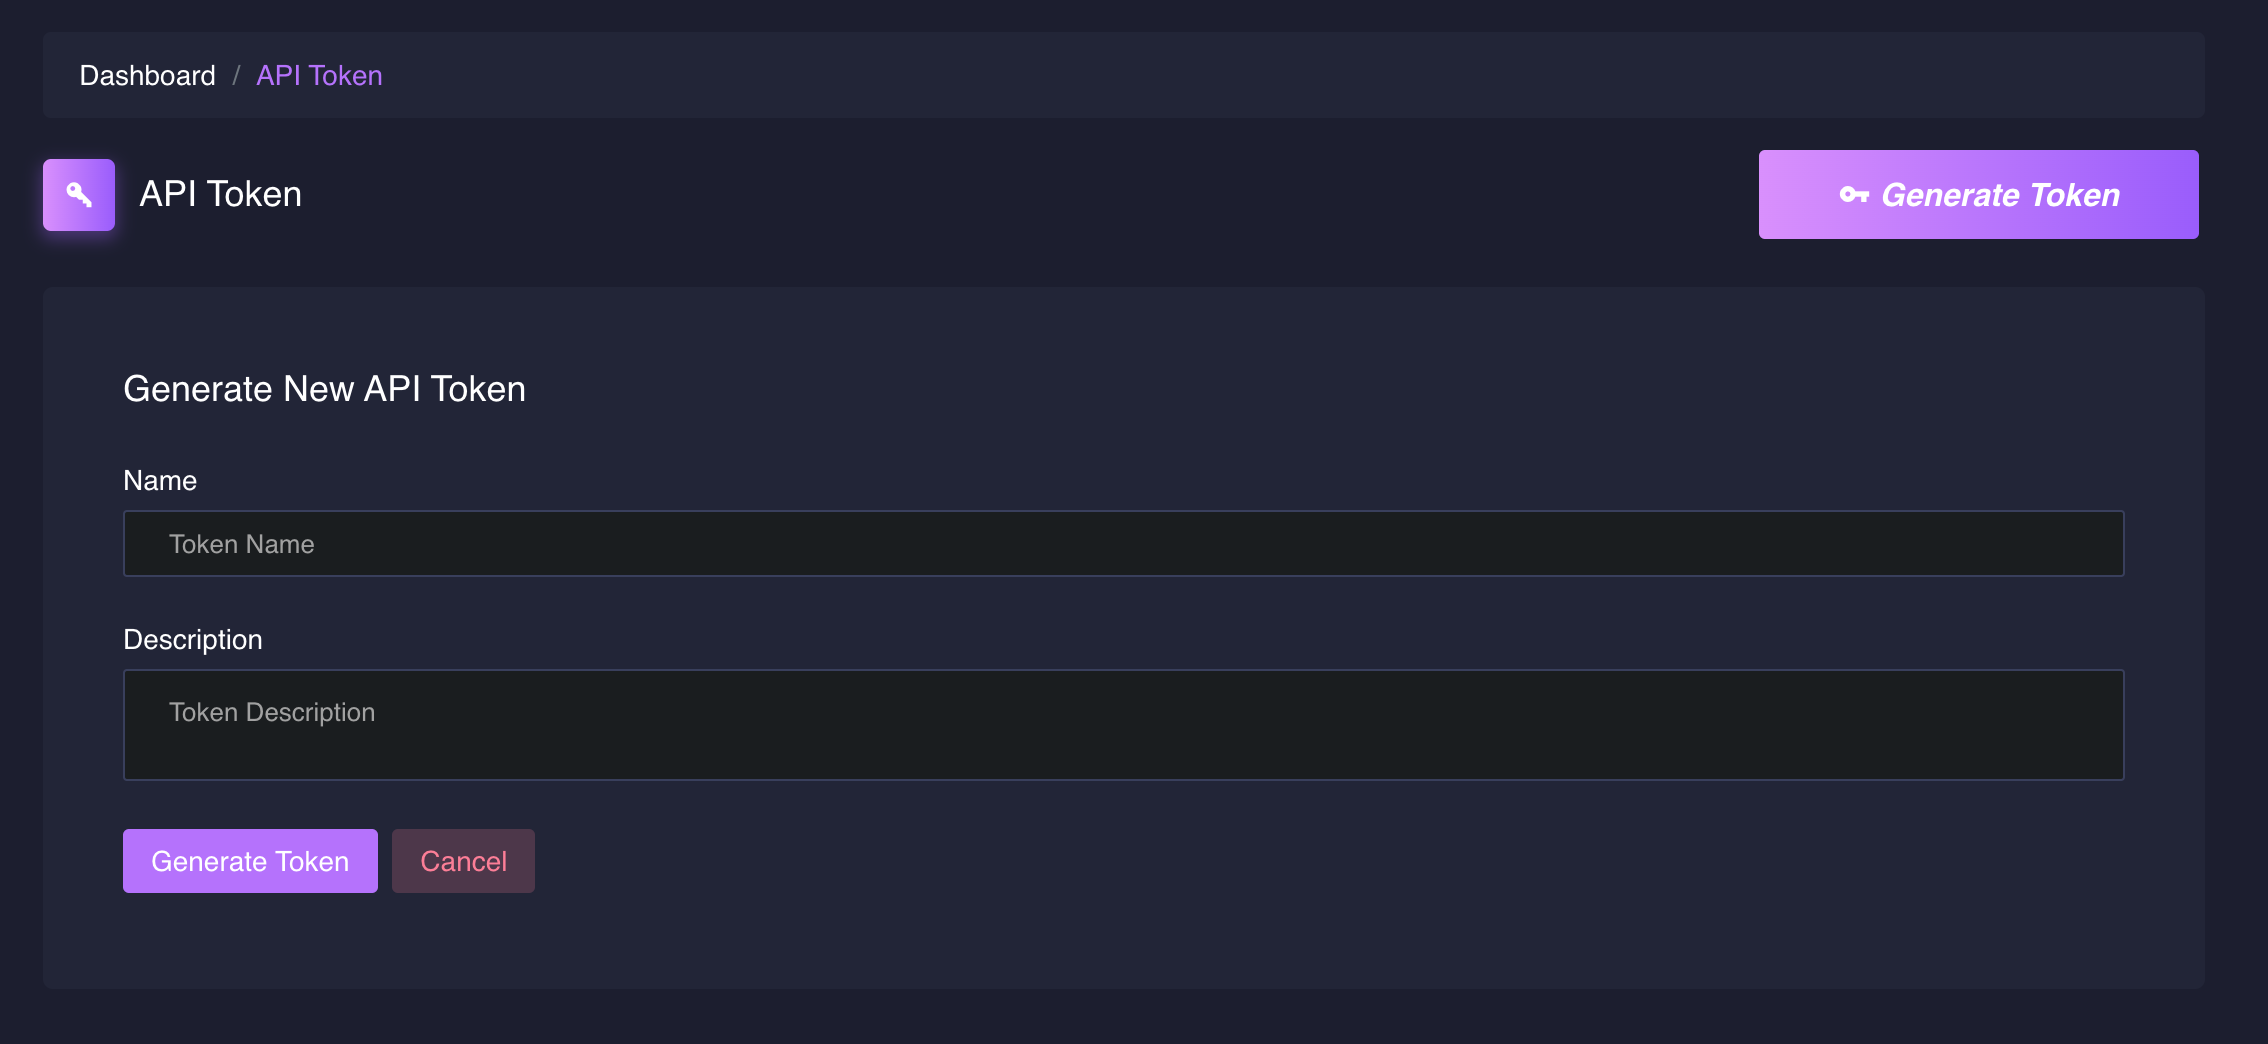 Dashboard / API Token
API Token
Generate Token
Generate New API Token
Name
Token Name
Description
Token Description
Generate Token
Cancel